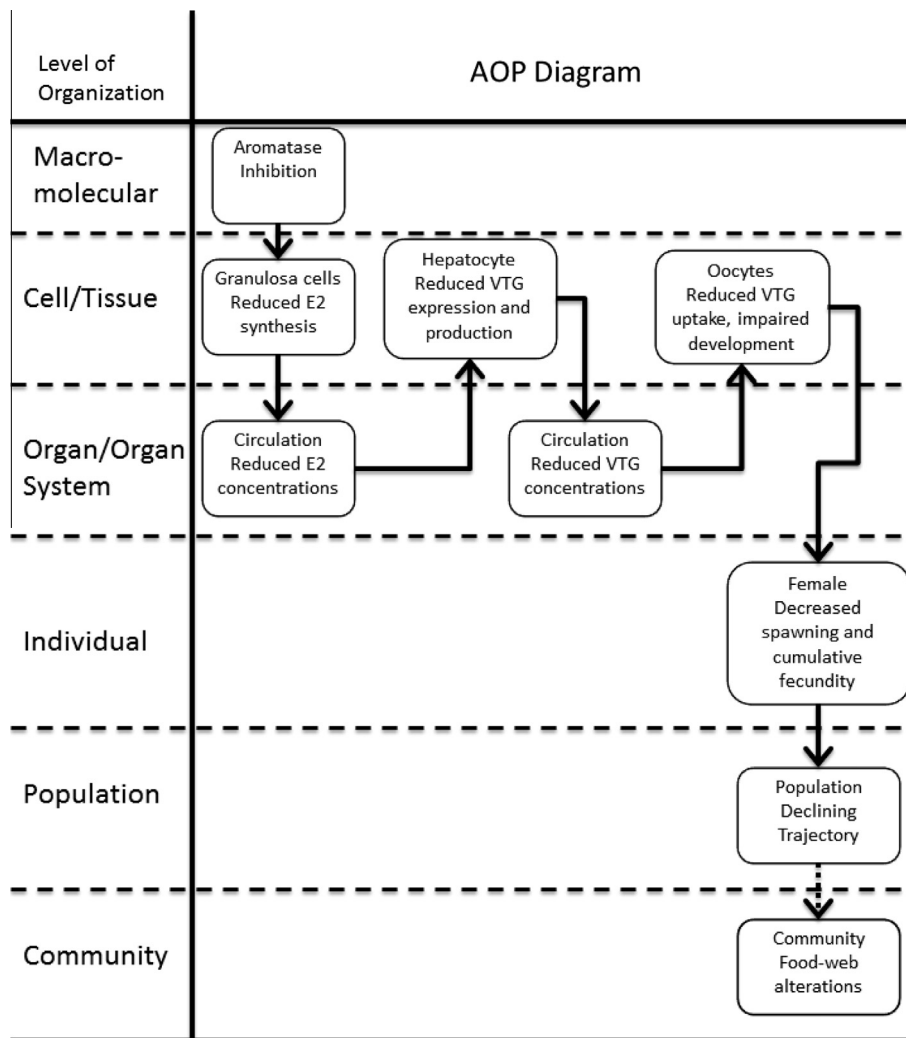 Level of
Organization
AOP Diagram
Macro-
molecular
Aromatase
Inhibition
Cell/Tissue
Granulosa cells
Reduced E2
synthesis
Hepatocyte
Reduced VTG
expression and
production
Oocytes
Reduced VTG
uptake, impaired
development
Organ/Organ
System
Circulation
Reduced E2
concentrations
Circulation
Reduced VTG
concentrations
Individual
Female
Decreased
spawning and
cumulative
fecundity
Population
Population
Declining
Trajectory
Community
Community
Food-web
alterations